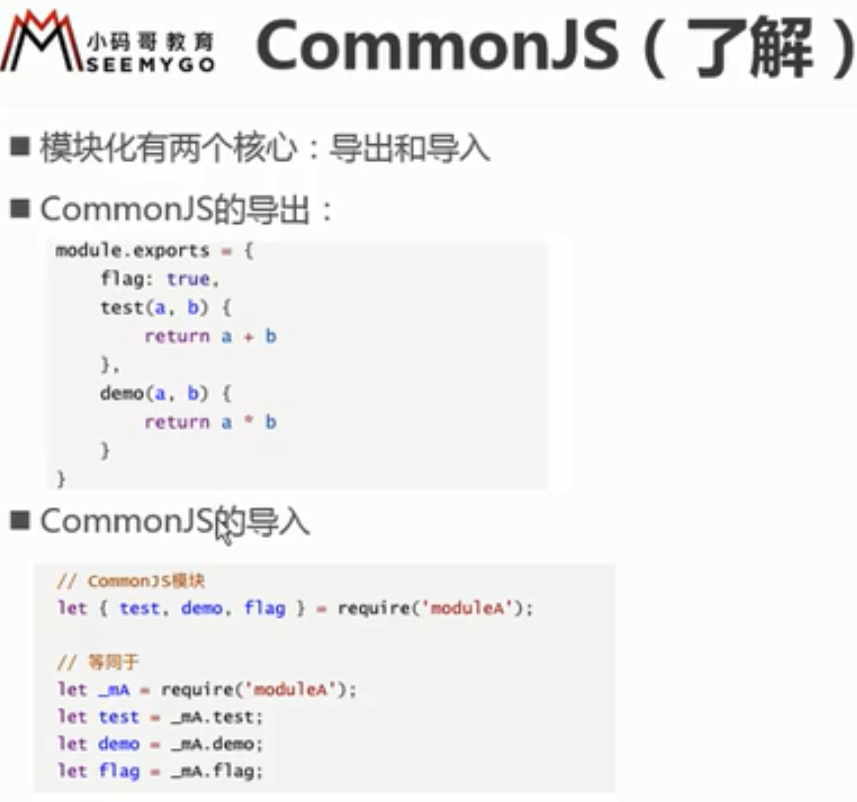 小码哥教育
SEEMYGO
CommonJS（了解）
模块化有两个核心：导出和导入
CommonJS的导出：
module.exports = {
    flag: true,
    test(a, b) {
        return a + b
    },
    demo(a, b) {
        return a * b
    }
}
CommonJS的导入
// CommonJS模块
let { test, demo, flag } = require('moduleA');
// 等同于
let _mA = require('moduleA');
let test = _mA.test;
let demo = _mA.demo;
let flag = _mA.flag;